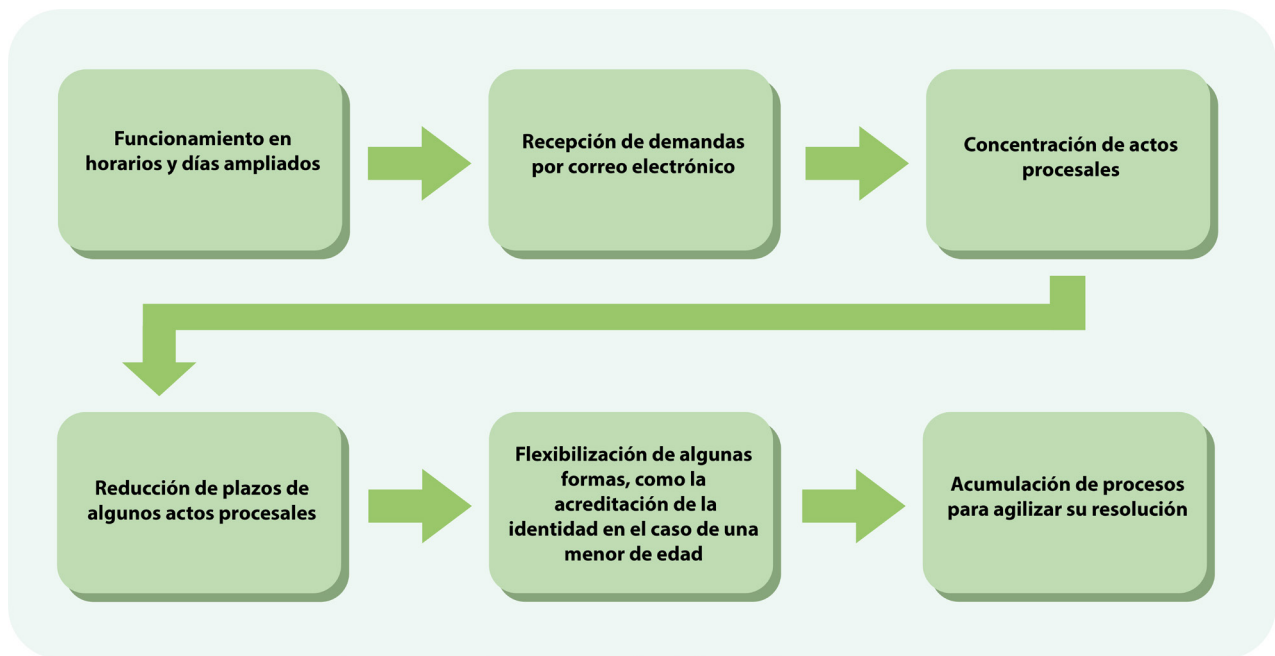 Funcionamiento en
horarios y días ampliados
Recepción de demandas
por correo electrónico
Concentración de actos
procesales
Reducción de plazos de
algunos actos procesales
Flexibilización de algunas
formas, como la
acreditación de la
identidad en el caso de una
menor de edad
Acumulación de procesos
para agilizar su resolución